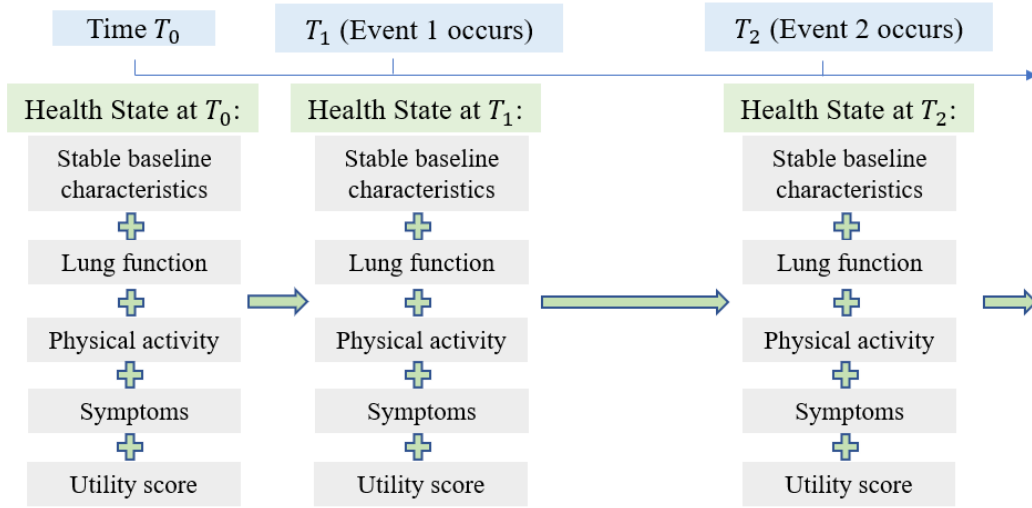 Time T₀
T₁ (Event 1 occurs)
T₂ (Event 2 occurs)
Health State at T₀:
Stable baseline
characteristics
Lung function
Physical activity
Symptoms
Utility score
Health State at T₁:
Stable baseline
characteristics
Lung function
Physical activity
Symptoms
Utility score
Health State at T₂:
Stable baseline
characteristics
Lung function
Physical activity
Symptoms
Utility score